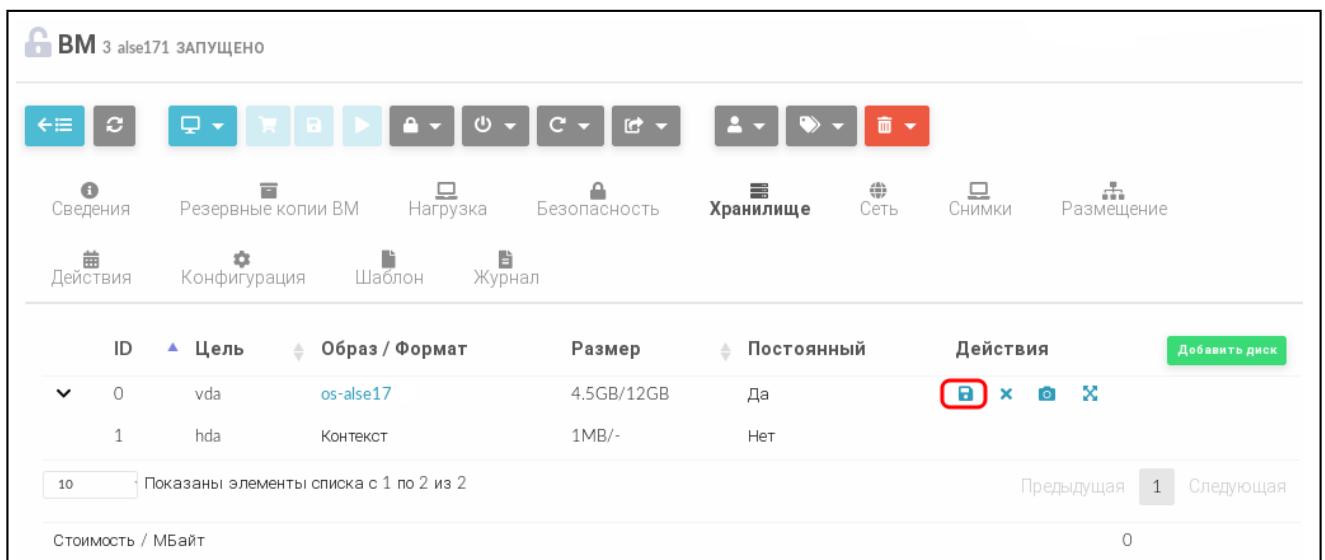 ВМ 3 alse171 ЗАПУЩЕНО
Сведения Резервные копии ВМ Нагрузка Безопасность Хранилище Сеть Снимки Размещение
Действия Конфигурация Шаблон Журнал
ID Цель Образ / Формат Размер Постоянный Действия Добавить диск
0 vda os-alse17 4.5GB/12GB Да
1 hda Контекст 1MB/- Нет
10 Показаны элементы списка с 1 по 2 из 2 Предыдущая 1 Следующая
Стоимость / МБайт 0